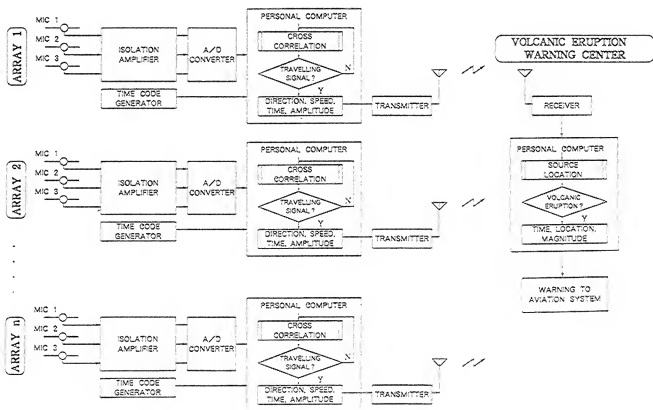 ARRAY 1
MIC 1
MIC 2
MIC 3
ISOLATION
AMPLIFIER
A/D
CONVERTER
TIME CODE
GENERATOR
PERSONAL COMPUTER
CROSS
CORRELATION
TRAVELLING
SIGNAL?
N
Y
DIRECTION, SPEED,
TIME, AMPLITUDE
TRANSMITTER
ARRAY 2
MIC 1
MIC 2
MIC 3
ISOLATION
AMPLIFIER
A/D
CONVERTER
TIME CODE
GENERATOR
PERSONAL COMPUTER
CROSS
CORRELATION
TRAVELLING
SIGNAL?
N
Y
DIRECTION, SPEED,
TIME, AMPLITUDE
TRANSMITTER
ARRAY n
MIC 1
MIC 2
MIC 3
ISOLATION
AMPLIFIER
A/D
CONVERTER
TIME CODE
GENERATOR
PERSONAL COMPUTER
CROSS
CORRELATION
TRAVELLING
SIGNAL?
N
Y
DIRECTION, SPEED,
TIME, AMPLITUDE
TRANSMITTER
VOLCANIC ERUPTION
WARNING CENTER
RECEIVER
PERSONAL COMPUTER
SOURCE
LOCATION
VOLCANIC
ERUPTION?
N
Y
TIME, LOCATION,
MAGNITUDE
WARNING TO
AVIATION SYSTEM